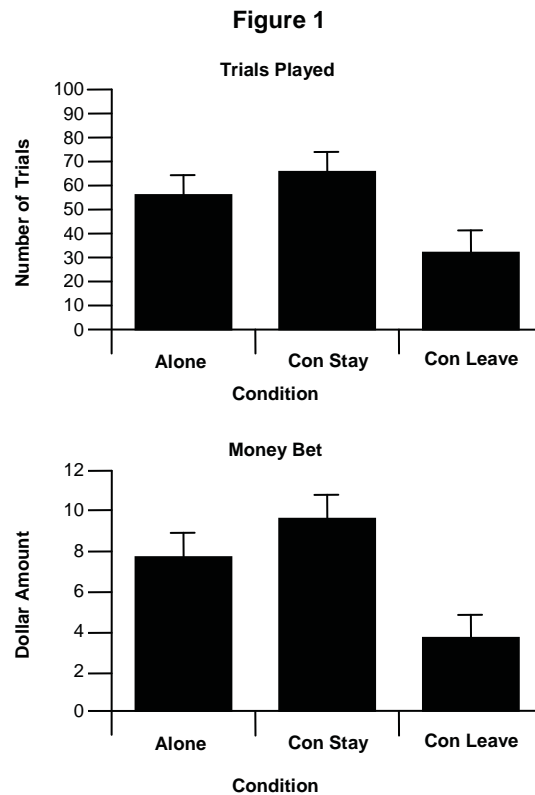 Figure 1
Trials Played
Number of Trials
100
90
80
70
60
50
40
30
20
10
0
Alone
Con Stay
Con Leave
Condition
Money Bet
Dollar Amount
12
10
8
6
4
2
0
Alone
Con Stay
Con Leave
Condition